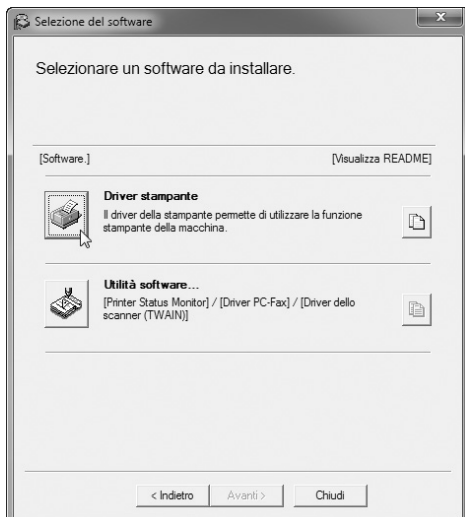 Selezione del software
x
Selezionare un software da installare.
[Software.] [Visualizza README]
Driver stampante
Il driver della stampante permette di utilizzare la funzione
stampante della macchina.
Utilità software...
[Printer Status Monitor] / [Driver PC-Fax] / [Driver dello
scanner (TWAIN)]
< Indietro Avanti > Chiudi